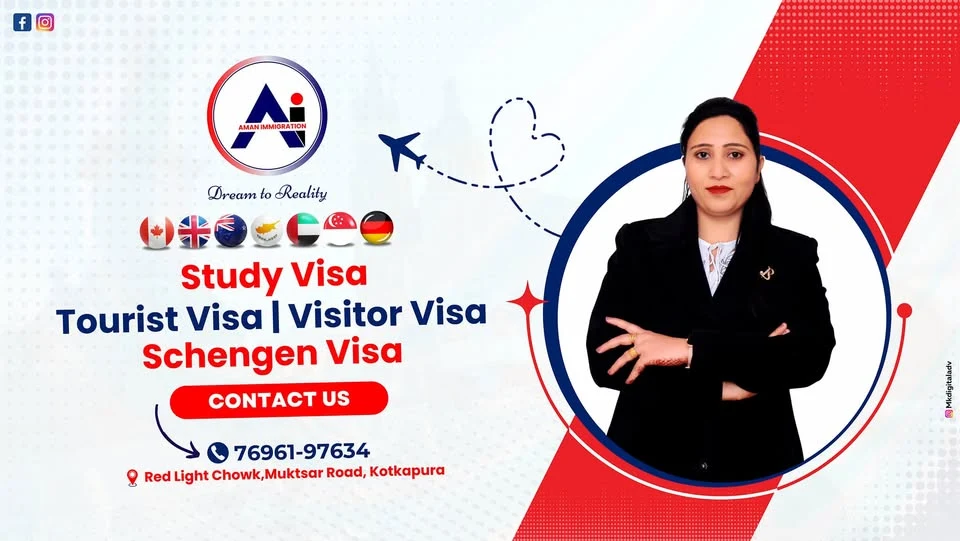 AMAN IMMIGRATION
Dream to Reality
Study Visa
Tourist Visa | Visitor Visa
Schengen Visa
CONTACT US
76961-97634
Red Light Chowk,Muktsar Road, Kotkapura
Mkdigitaladv